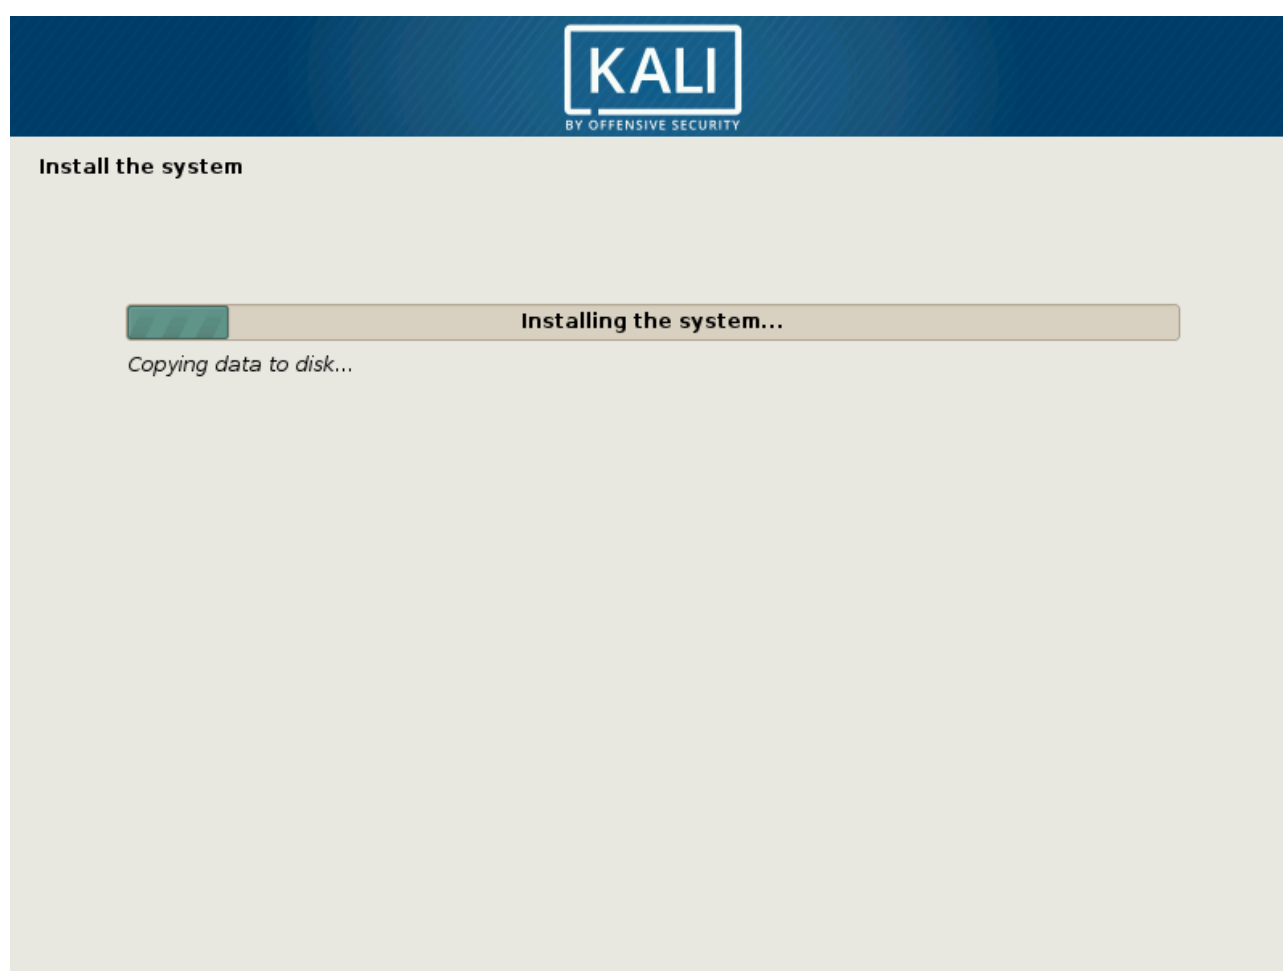 KALI
BY OFFENSIVE SECURITY
Install the system
Installing the system...
Copying data to disk...